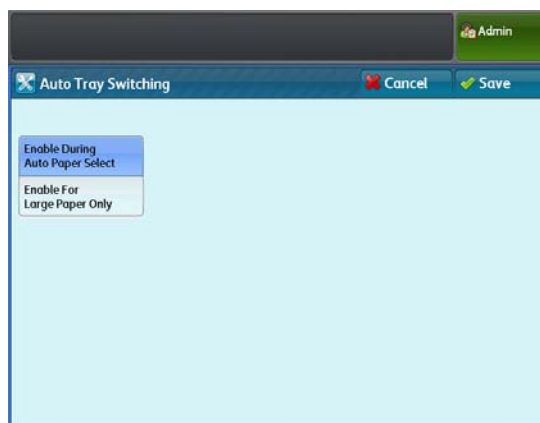 Admin
Auto Tray Switching
Cancel
Save
Enable During
Auto Paper Select
Enable For
Large Paper Only